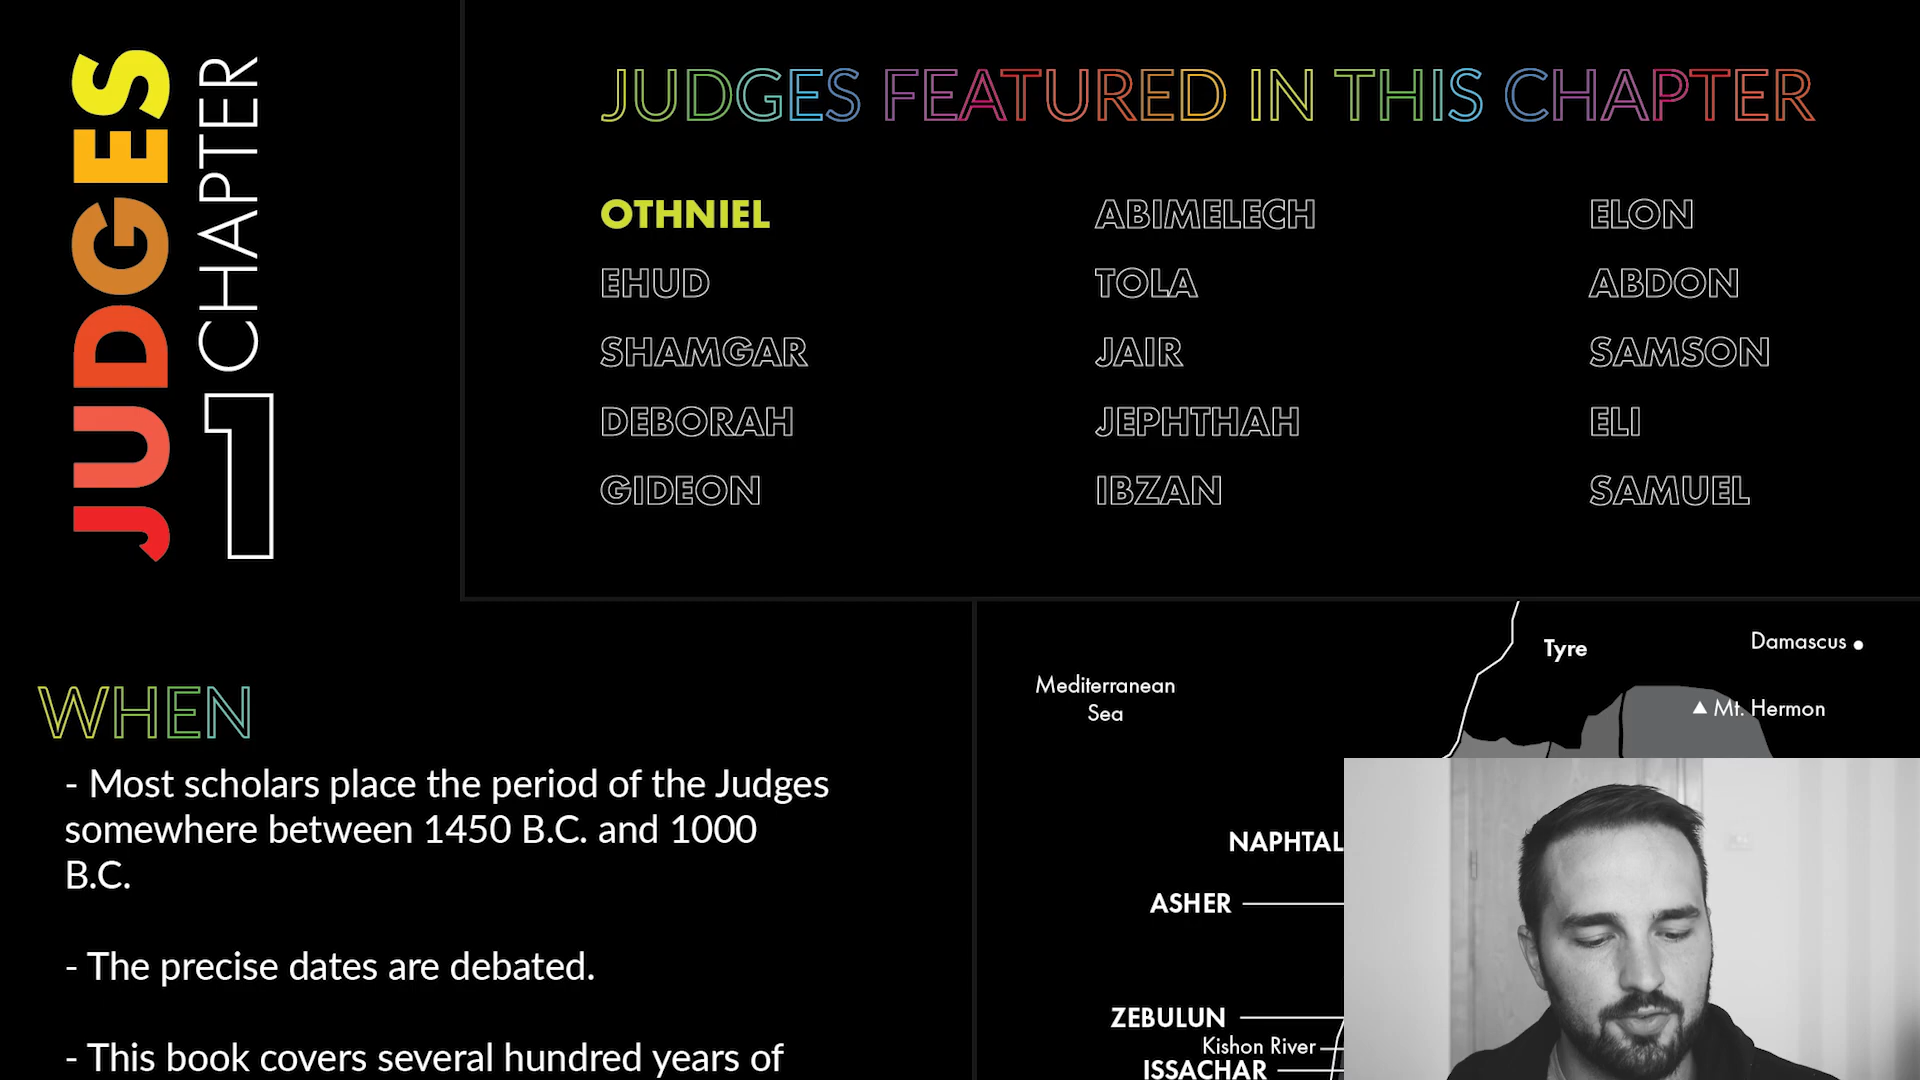 JUDGES
CHAPTER
1
JUDGES FEATURED IN THIS CHAPTER
OTHNIEL
EHUD
SHAMGAR
DEBORAH
GIDEON
ABIMELECH
TOLA
JAIR
JEPHTHAH
IBZAN
ELON
ABDON
SAMSON
ELI
SAMUEL
WHEN
- Most scholars place the period of the Judges
somewhere between 1450 B.C. and 1000
B.C.
- The precise dates are debated.
- This book covers several hundred years of
Tyre
Damascus
Mediterranean
Sea
Mt. Hermon
NAPHTAL
ASHER
ZEBULUN
Kishon River
ISSACHAR